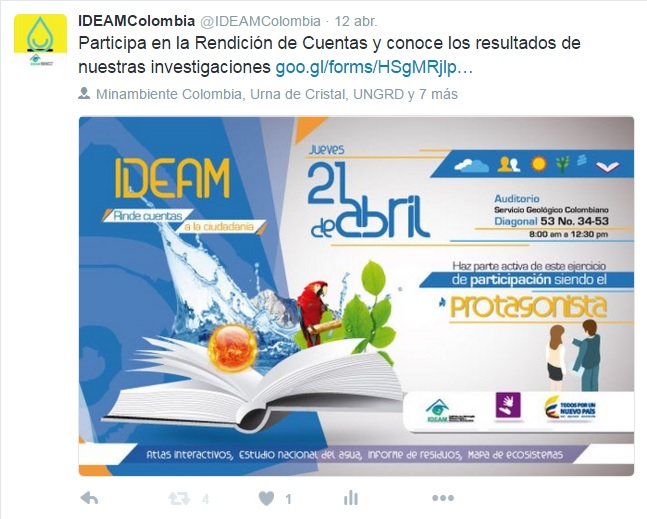 IDEAMColombia @IDEAMColombia · 12 abr.
Participa en la Rendición de Cuentas y conoce los resultados de
nuestras investigaciones goo.gl/forms/HSgMRjlp…
Minambiente Colombia, Urna de Cristal, UNGRD y 7 más
IDEAM
Rinde cuentas
a la ciudadanía
Jueves
21
de abril
Auditorio
Servicio Geológico Colombiano
Diagonal 53 No. 34-53
8:00 am a 12:30 pm
Haz parte activa de este ejercicio
de participación siendo el
Protagonista
IDEAM
TODOS POR UN
NUEVO PAÍS
Atlas interactivos, Estudio nacional del agua, Informe de residuos, Mapa de ecosistemas
4
1